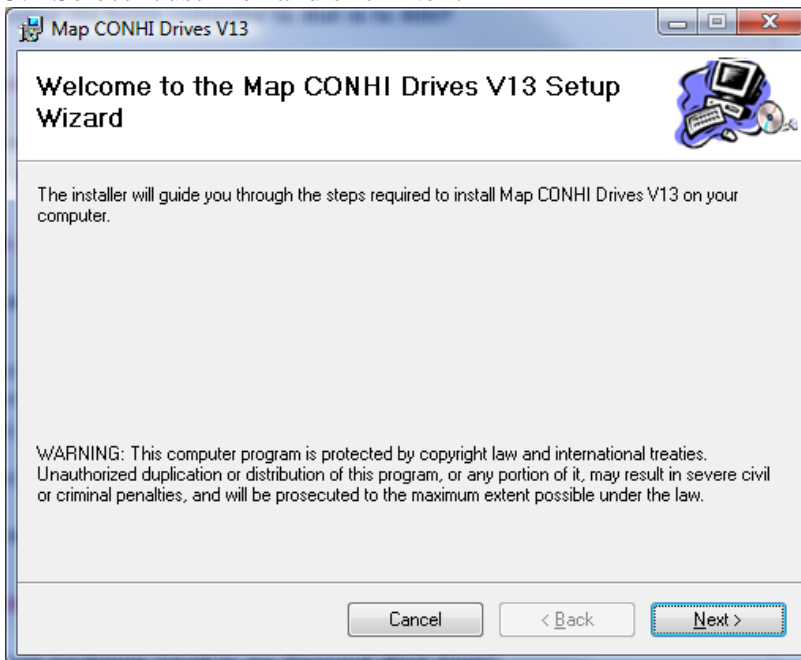 Map CONHI Drives V13
Welcome to the Map CONHI Drives V13 Setup
Wizard
The installer will guide you through the steps required to install Map CONHI Drives V13 on your
computer.
WARNING: This computer program is protected by copyright law and international treaties.
Unauthorized duplication or distribution of this program, or any portion of it, may result in severe civil
or criminal penalties, and will be prosecuted to the maximum extent possible under the law.
Cancel < Back Next >